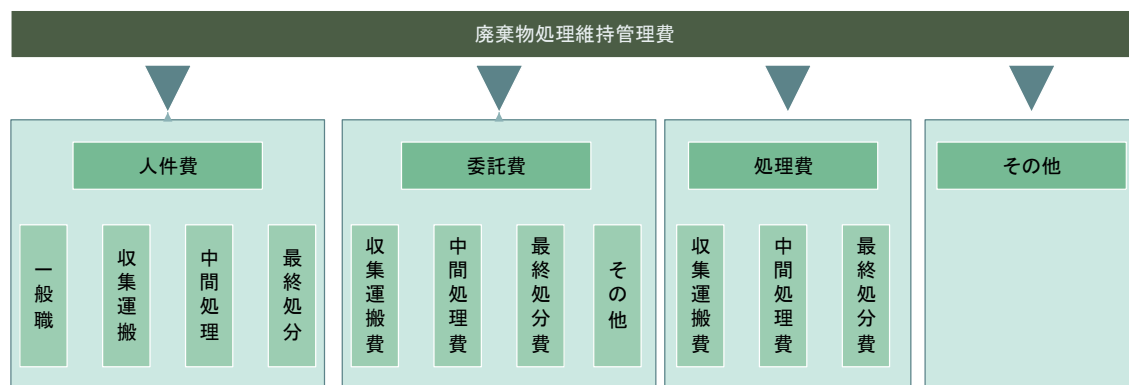 廃棄物処理維持管理費
人件費
一般職
収集運搬
中間処理
最終処分
委託費
収集運搬費
中間処理費
最終処分費
その他
処理費
収集運搬費
中間処理費
最終処分費
その他